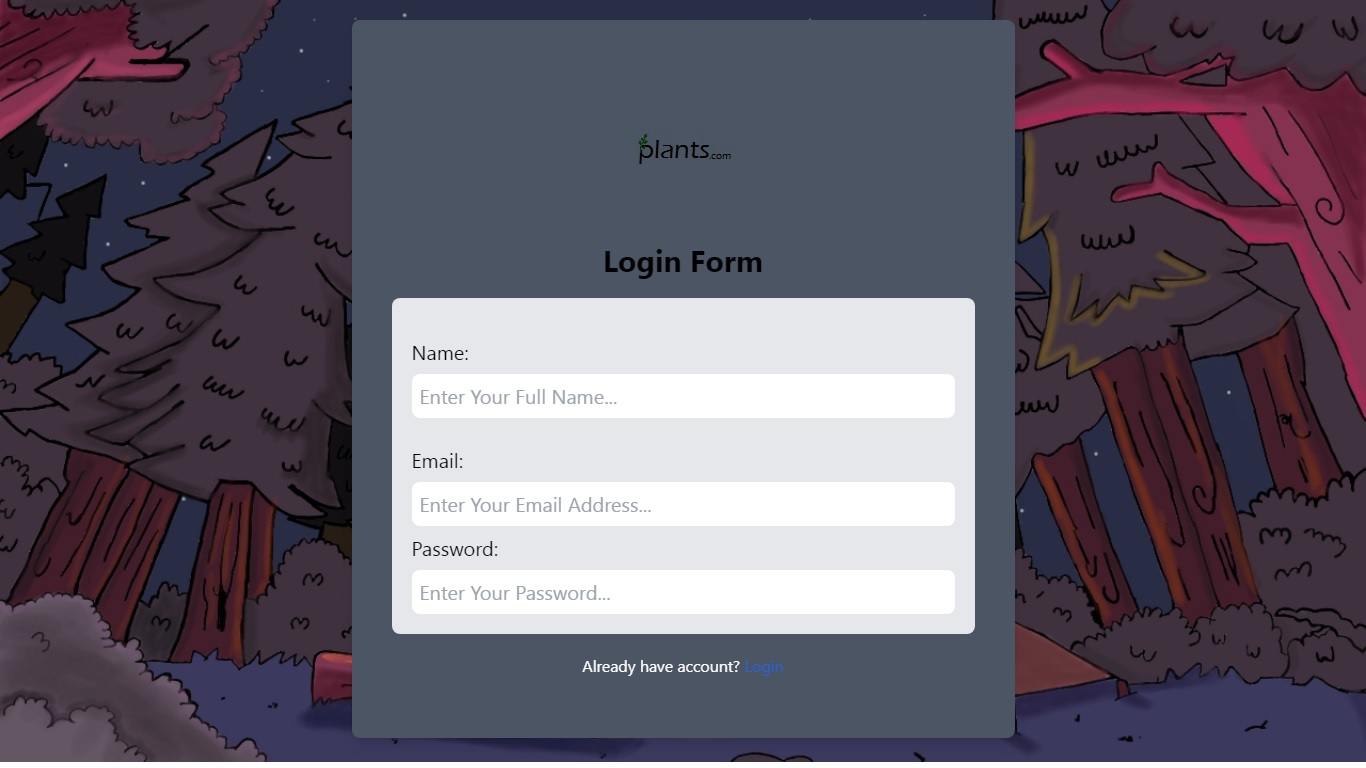 plants.com
Login Form
Name:
Enter Your Full Name...
Email:
Enter Your Email Address...
Password:
Enter Your Password...
Already have account? Login